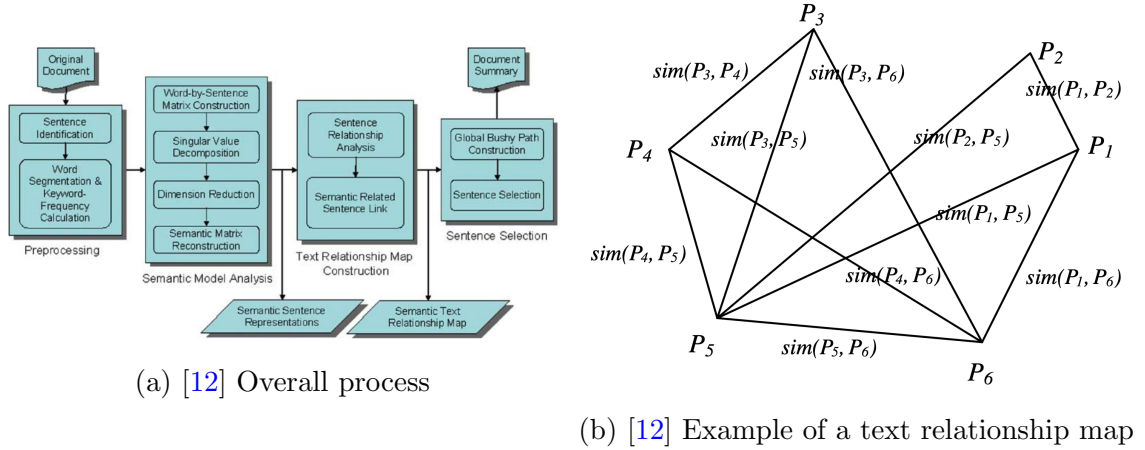 Original
Document
Sentence
Identification
Word
Segmentation &
Keyword-
Frequency
Calculation
Preprocessing
Word-by-Sentence
Matrix Construction
Singular Value
Decomposition
Dimension Reduction
Semantic Matrix
Reconstruction
Semantic Model Analysis
Sentence
Relationship
Analysis
Semantic Related
Sentence Link
Text Relationship Map
Construction
Document
Summary
Global Bushy Path
Construction
Sentence Selection
Sentence Selection
Semantic Sentence
Representations
Semantic Text
Relationship Map
(a) [12] Overall process
P3
P2
sim(P3, P4)
sim(P3, P6)
sim(P1, P2)
P4
sim(P3, P5)
sim(P2, P5)
P1
sim(P1, P5)
sim(P4, P5)
sim(P4, P6)
sim(P1, P6)
P5
sim(P5, P6)
P6
(b) [12] Example of a text relationship map